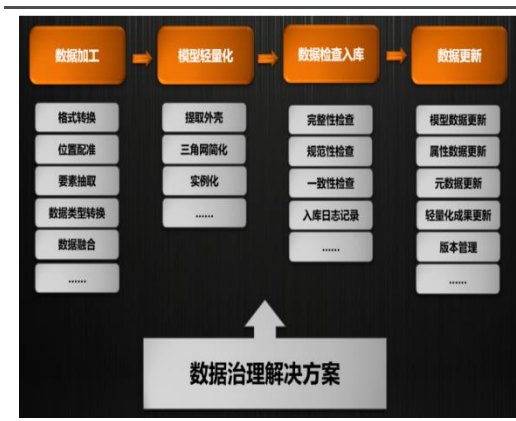 数据加工
模型轻量化
数据检查入库
数据更新
格式转换
位置配准
要素抽取
数据类型转换
数据融合
......
提取外壳
三角网简化
实例化
......
完整性检查
规范性检查
一致性检查
入库日志记录
......
模型数据更新
属性数据更新
元数据更新
轻量化成果更新
版本管理
......
数据治理解决方案